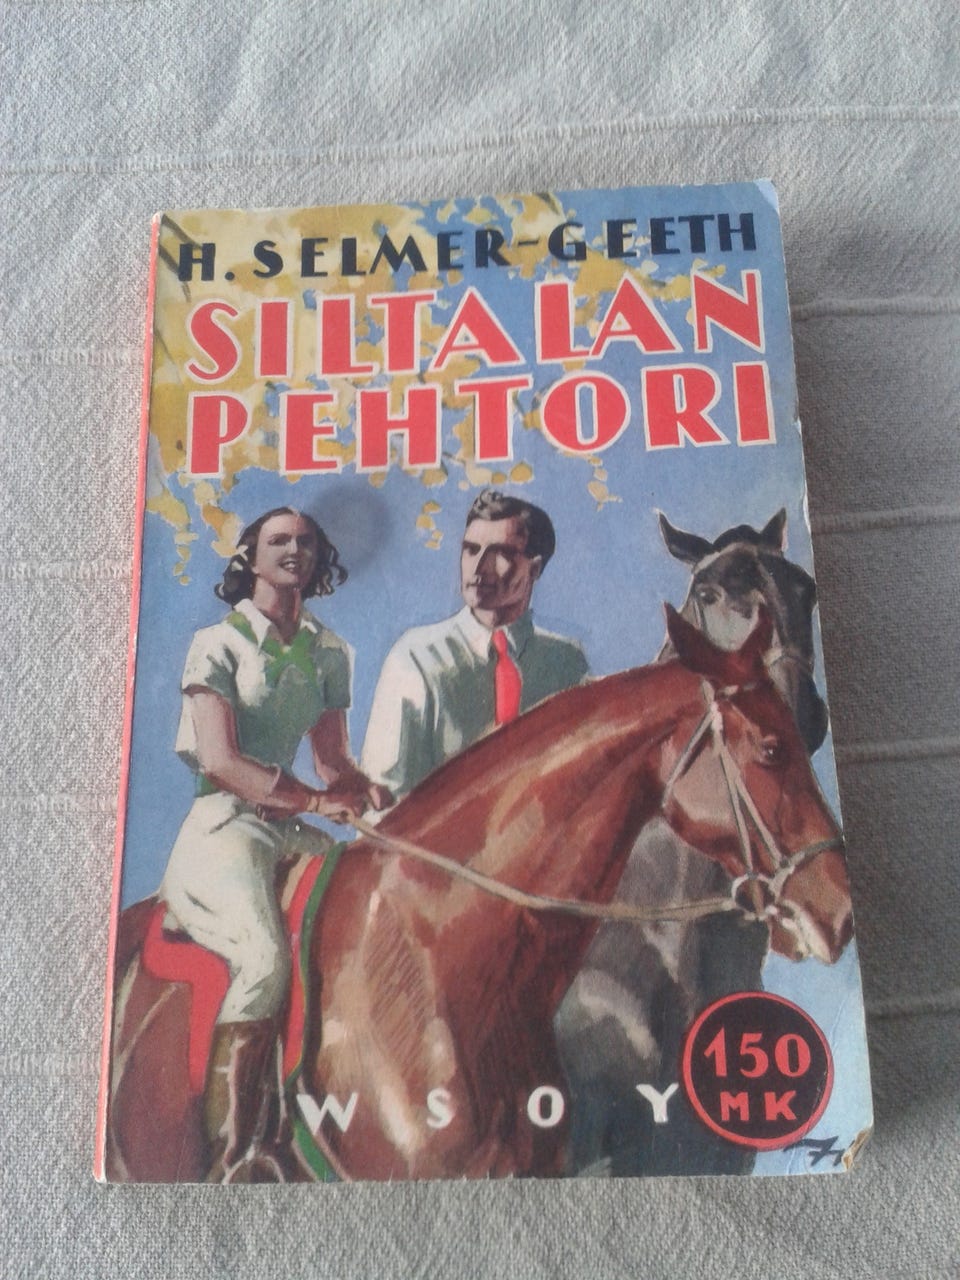 H. SELMER-GEETH
SILTALAN
PEHTORI
150
MK
WSOY